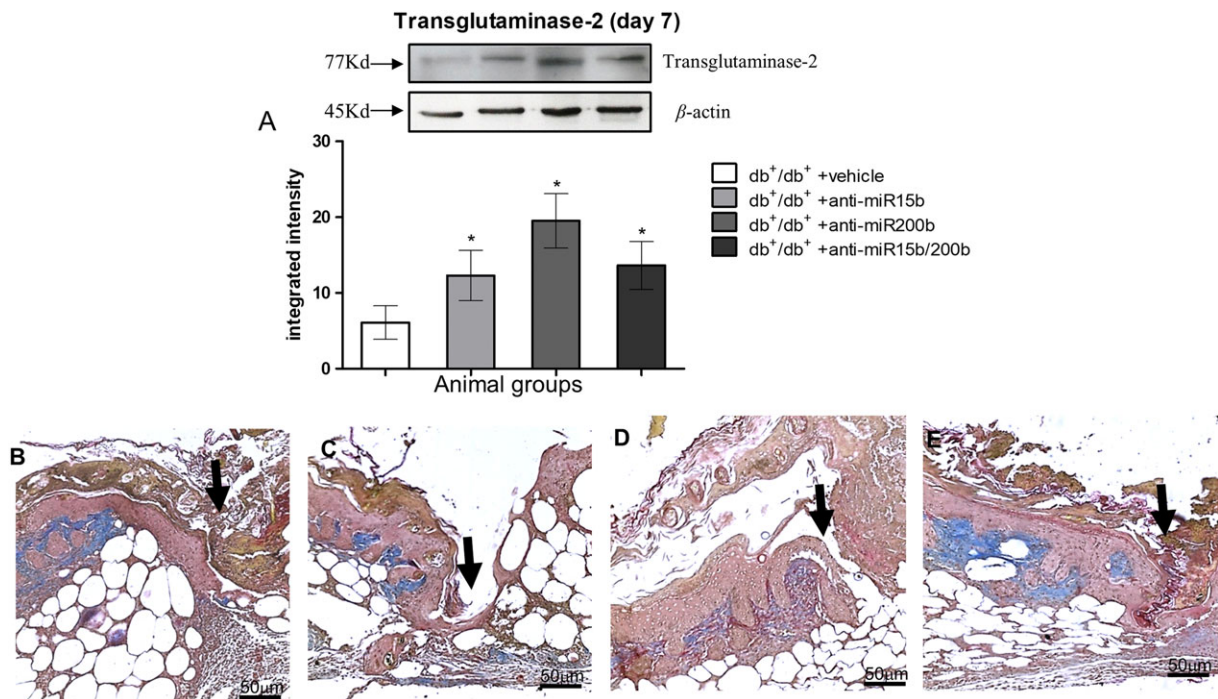 Transglutaminase-2 (day 7)
77Kd
Transglutaminase-2
45Kd
β-actin
A
30
20
10
0
integrated intensity
*
*
*
Animal groups
db⁺/db⁺ +vehicle
db⁺/db⁺ +anti-miR15b
db⁺/db⁺ +anti-miR200b
db⁺/db⁺ +anti-miR15b/200b
B
50μm
C
50μm
D
50μm
E
50μm